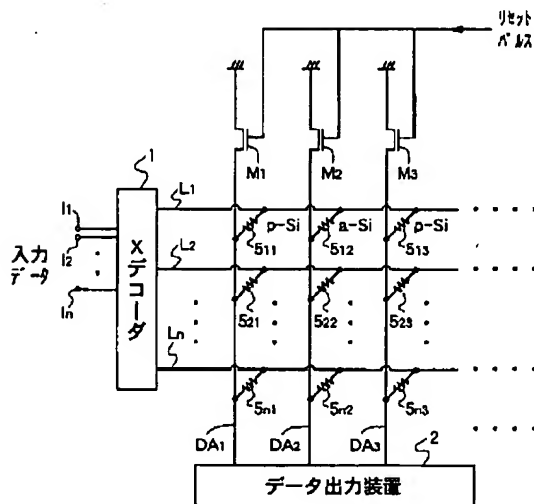 リセット
パルス
M1 M2 M3
1
L1
p-Si a-Si p-Si
511 512 513
I1
I2
In
入力
データ
Xデコーダ
L2
521 522 523
Ln
5n1 5n2 5n3
DA1 DA2 DA3
2
データ出力装置